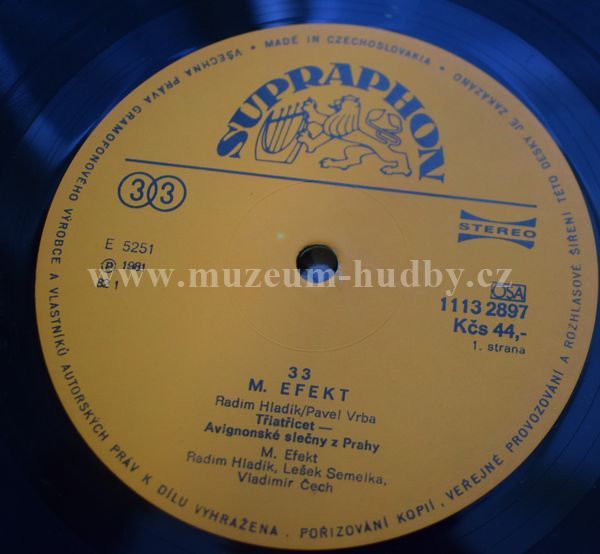 VŠECHNA PRÁVA GRAMOFONOVÉHO VÝROBCE A VLASTNÍKŮ AUTORSKÝCH PRÁV K DÍLU VYHRAŽENA . POŘIZOVÁNÍ KOPIÍ , VEŘEJNÉ PROVOZOVÁNÍ A ROZHLASOVÉ ŠÍŘENÍ TÉTO DESKY JE ZAKÁZÁNO
• MADE IN CZECHOSLOVAKIA •
SUPRAPHON
33
STEREO
E 5251
Ⓟ 1981
82 1
www.muzeum-hudby.cz
OSA
1113 2897
Kčs 44,-
1. strana
33
M. EFEKT
Radim Hladík/Pavel Vrba
Třiatřicet —
Avignonské slečny z Prahy
M. Efekt
Radim Hladík, Lešek Semelka,
Vladimír Čech